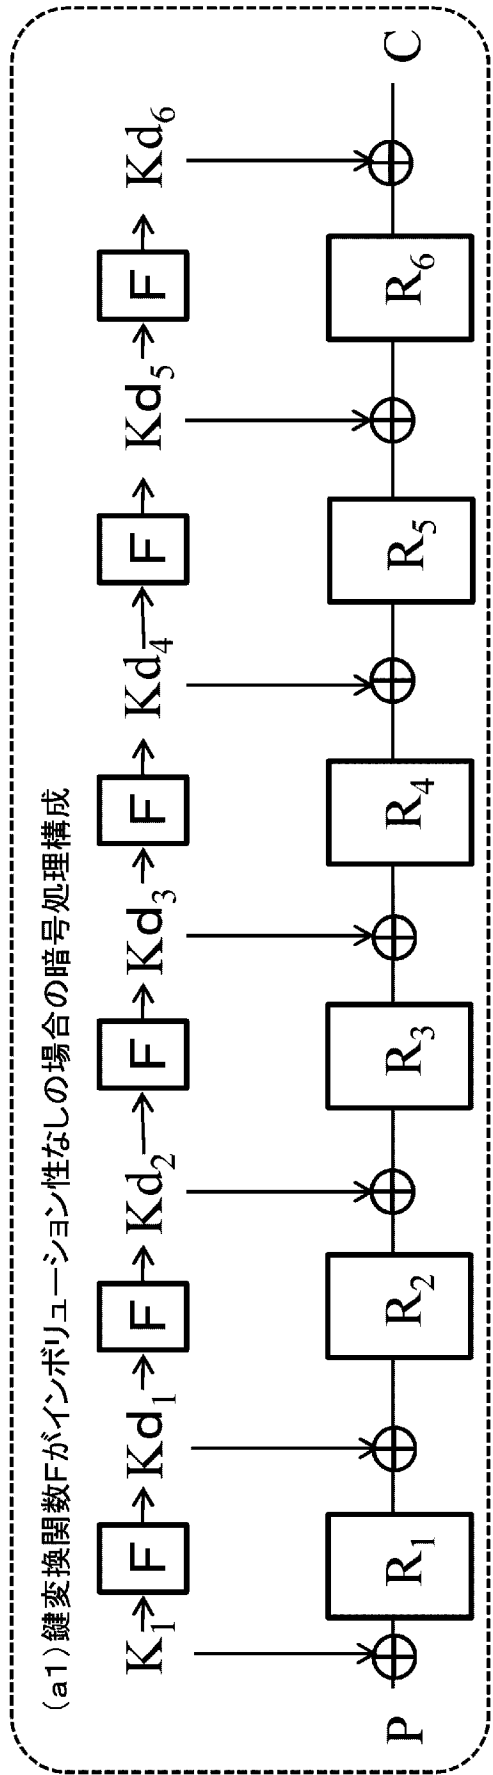 (a1)鍵変換関数Fがインボリューション性なしの場合の暗号処理構成
K₁ F Kd₁ F Kd₂ F Kd₃ F Kd₄ F Kd₅ F Kd₆
P R₁ R₂ R₃ R₄ R₅ R₆ C